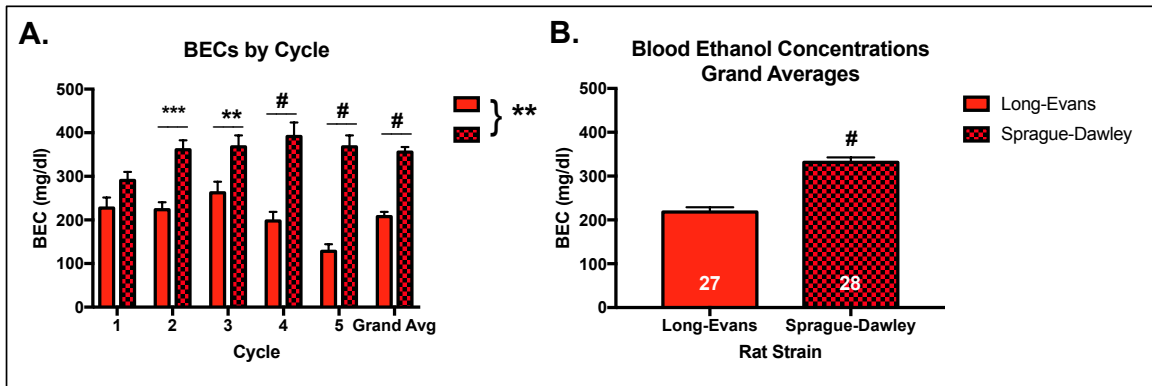 A.
BECs by Cycle
BEC (mg/dl)
500
400
300
200
100
0
***
**
#
#
#
1 2 3 4 5 Grand Avg
Cycle
} **
B.
Blood Ethanol Concentrations
Grand Averages
BEC (mg/dl)
500
400
300
200
100
0
#
27
28
Long-Evans Sprague-Dawley
Rat Strain
Long-Evans
Sprague-Dawley